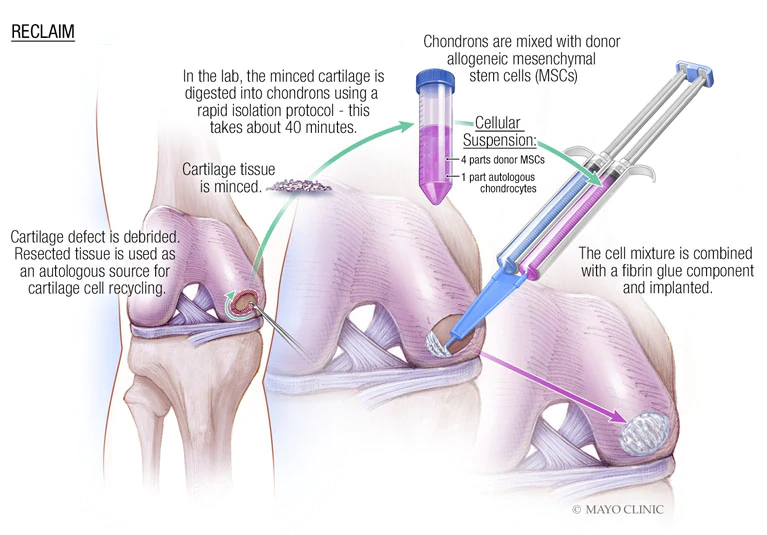 RECLAIM
Chondrons are mixed with donor
allogeneic mesenchymal
stem cells (MSCs)
In the lab, the minced cartilage is
digested into chondrons using a
rapid isolation protocol - this
takes about 40 minutes.
Cellular
Suspension:
4 parts donor MSCs
1 part autologous
chondrocytes
Cartilage tissue
is minced.
Cartilage defect is debrided.
Resected tissue is used as
an autologous source for
cartilage cell recycling.
The cell mixture is combined
with a fibrin glue component
and implanted.
© MAYO CLINIC